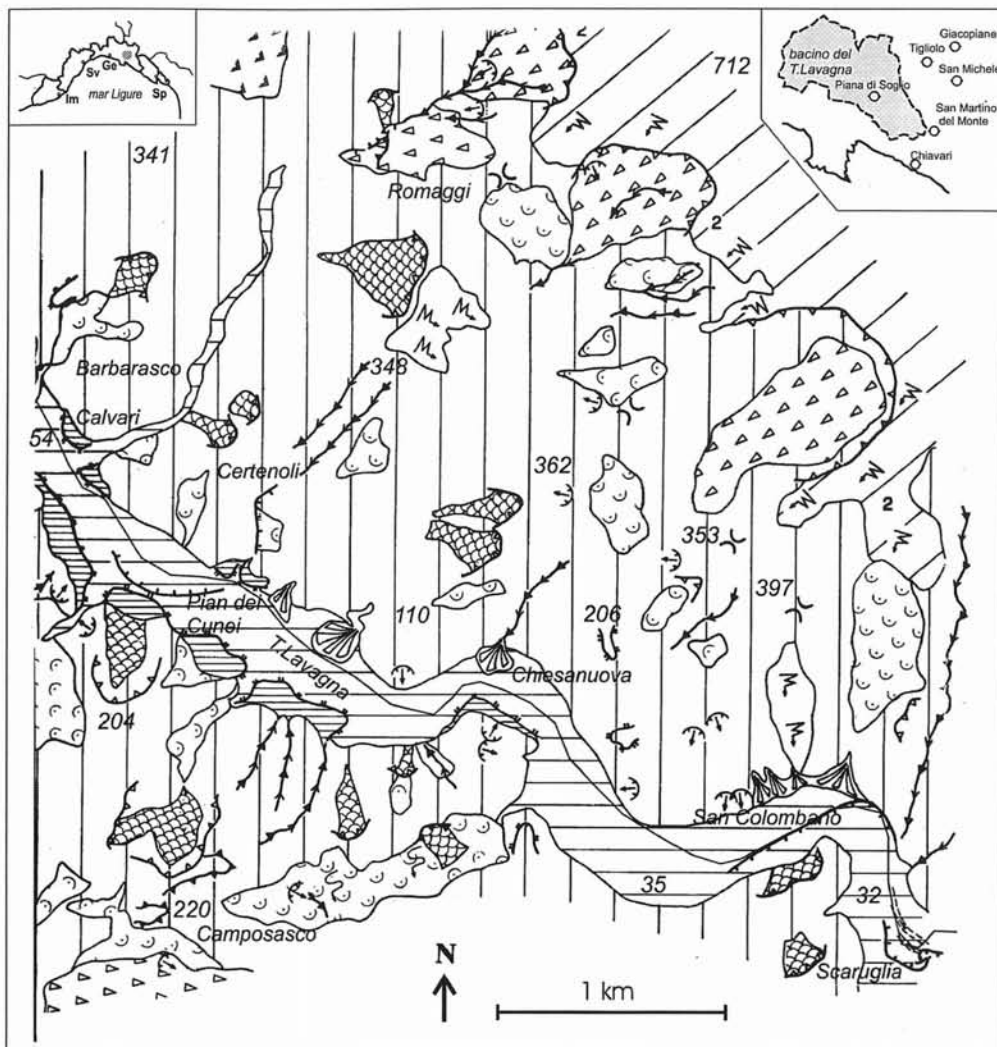 Sv
Ge
Im
mar Ligure
Sp
bacino del
T.Lavagna
Piana di Soglio
Giacopiane
Tigliolo
San Michele
San Martino
del Monte
Chiavari
2
712
341
Romaggi
2
Barbarasco
348
Calvari
54
Certenoli
362
2
353
397
Pian dei
Cunei
110
206
T.Lavagna
Chiesanuova
204
San Colombano
35
32
220
Camposasco
Scaruglia
N
1 km
M
M
M
M
M
M
M
M
M
M
M
M
M